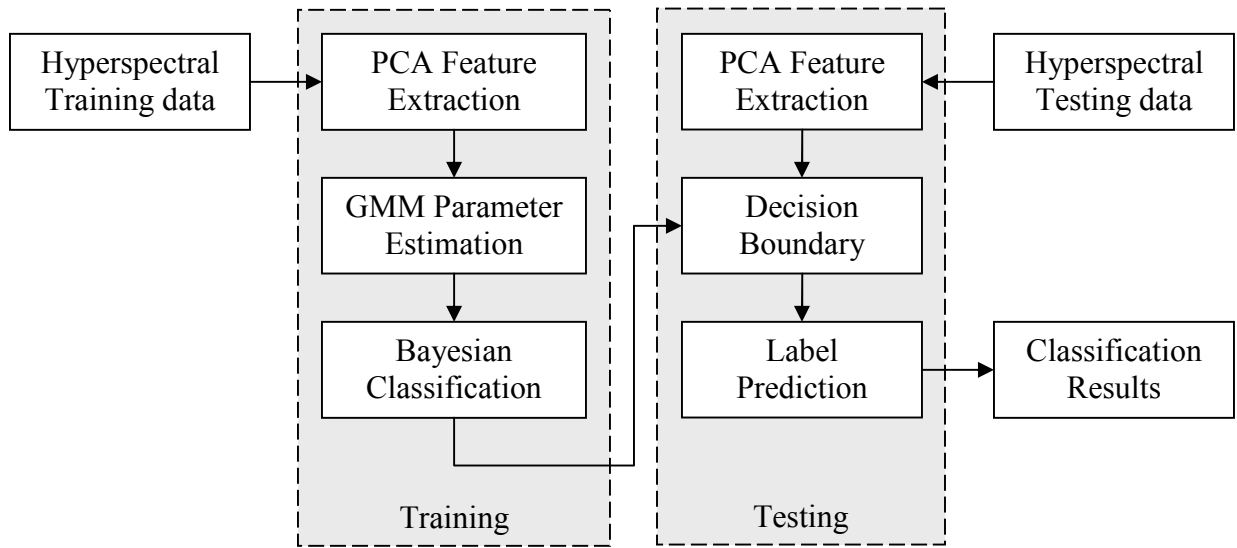 Hyperspectral
Training data
PCA Feature
Extraction
GMM Parameter
Estimation
Bayesian
Classification
Training
PCA Feature
Extraction
Decision
Boundary
Label
Prediction
Testing
Hyperspectral
Testing data
Classification
Results